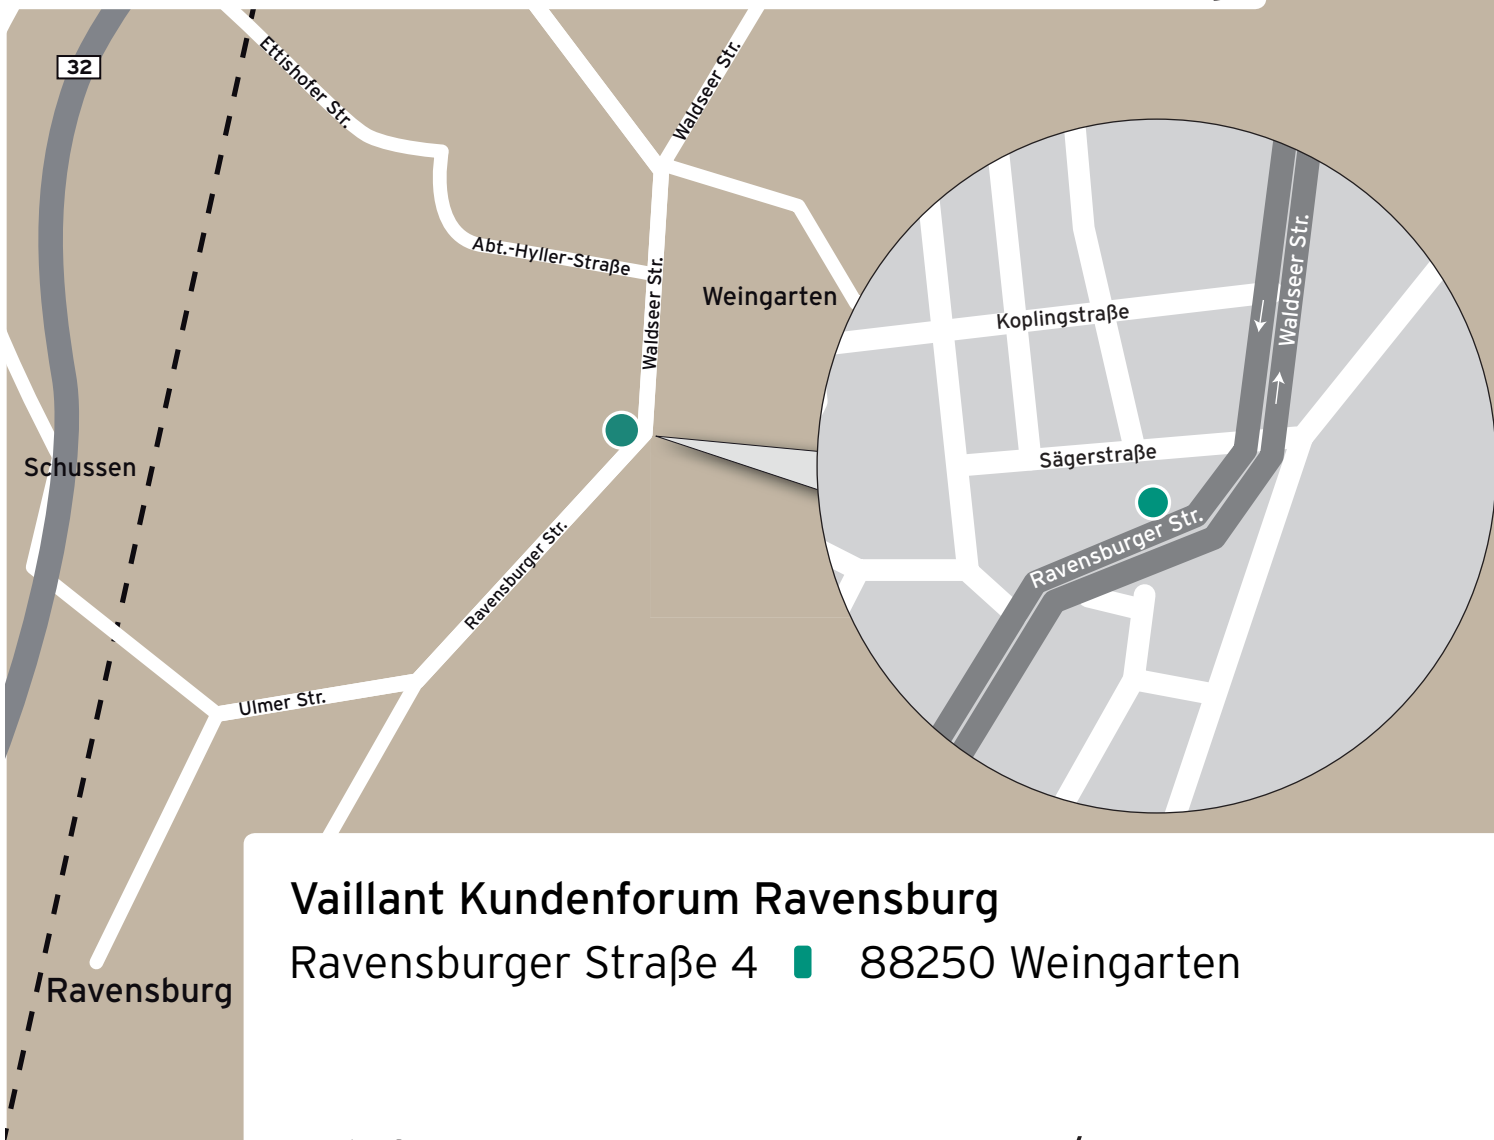 32
Ettishofer Str.
Waldseer Str.
Abt.-Hyller-Straße
Waldseer Str.
Weingarten
Waldseer Str.
Koplingstraße
Sägerstraße
Schussen
Ravensburger Str.
Ravensburger Str.
Ulmer Str.
Ravensburg
Vaillant Kundenforum Ravensburg
Ravensburger Straße 4 88250 Weingarten